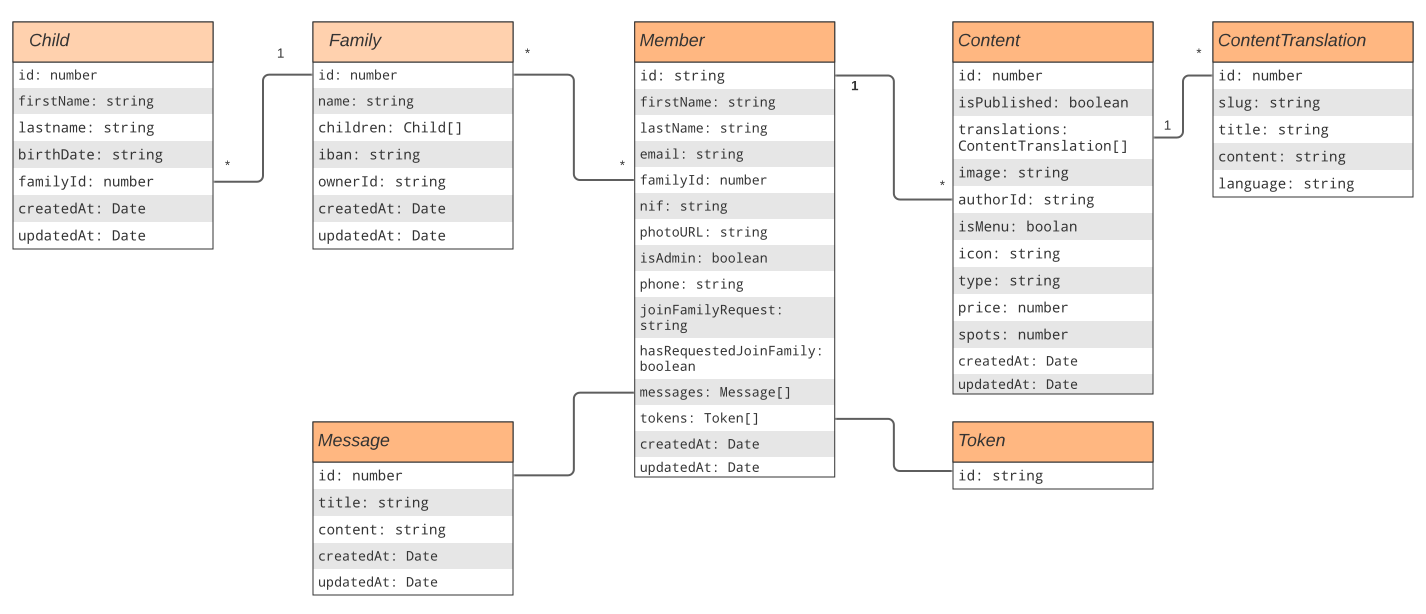 Child
id: number
firstName: string
lastname: string
birthDate: string
familyId: number
createdAt: Date
updatedAt: Date
1
*
Family
id: number
name: string
children: Child[]
iban: string
ownerId: string
createdAt: Date
updatedAt: Date
*
*
Member
id: string
firstName: string
lastName: string
email: string
familyId: number
nif: string
photoURL: string
isAdmin: boolean
phone: string
joinFamilyRequest:
string
hasRequestedJoinFamily:
boolean
messages: Message[]
tokens: Token[]
createdAt: Date
updatedAt: Date
1
*
Content
id: number
isPublished: boolean
translations:
ContentTranslation[]
image: string
authorId: string
isMenu: boolan
icon: string
type: string
price: number
spots: number
createdAt: Date
updatedAt: Date
*
1
ContentTranslation
id: number
slug: string
title: string
content: string
language: string
Message
id: number
title: string
content: string
createdAt: Date
updatedAt: Date
Token
id: string